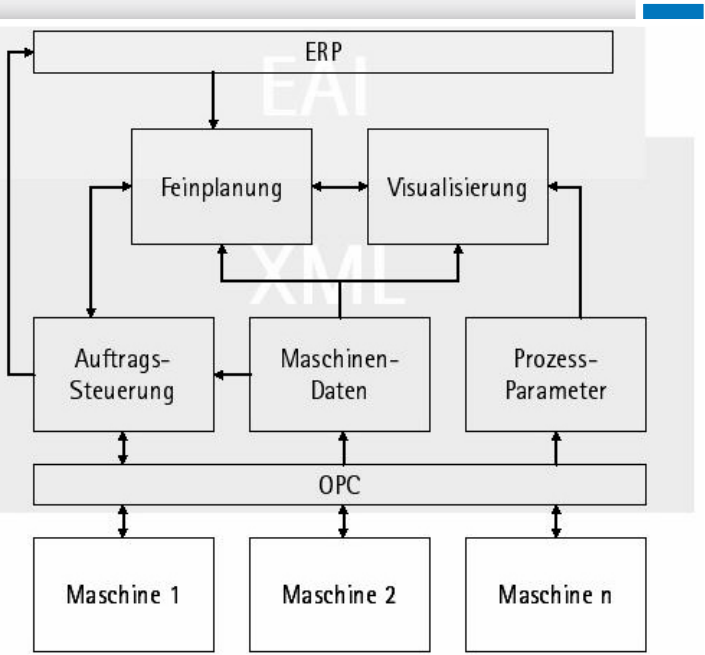 ERP
EAI
Feinplanung
Visualisierung
XML
Auftrags-
Steuerung
Maschinen-
Daten
Prozess-
Parameter
OPC
Maschine 1
Maschine 2
Maschine n